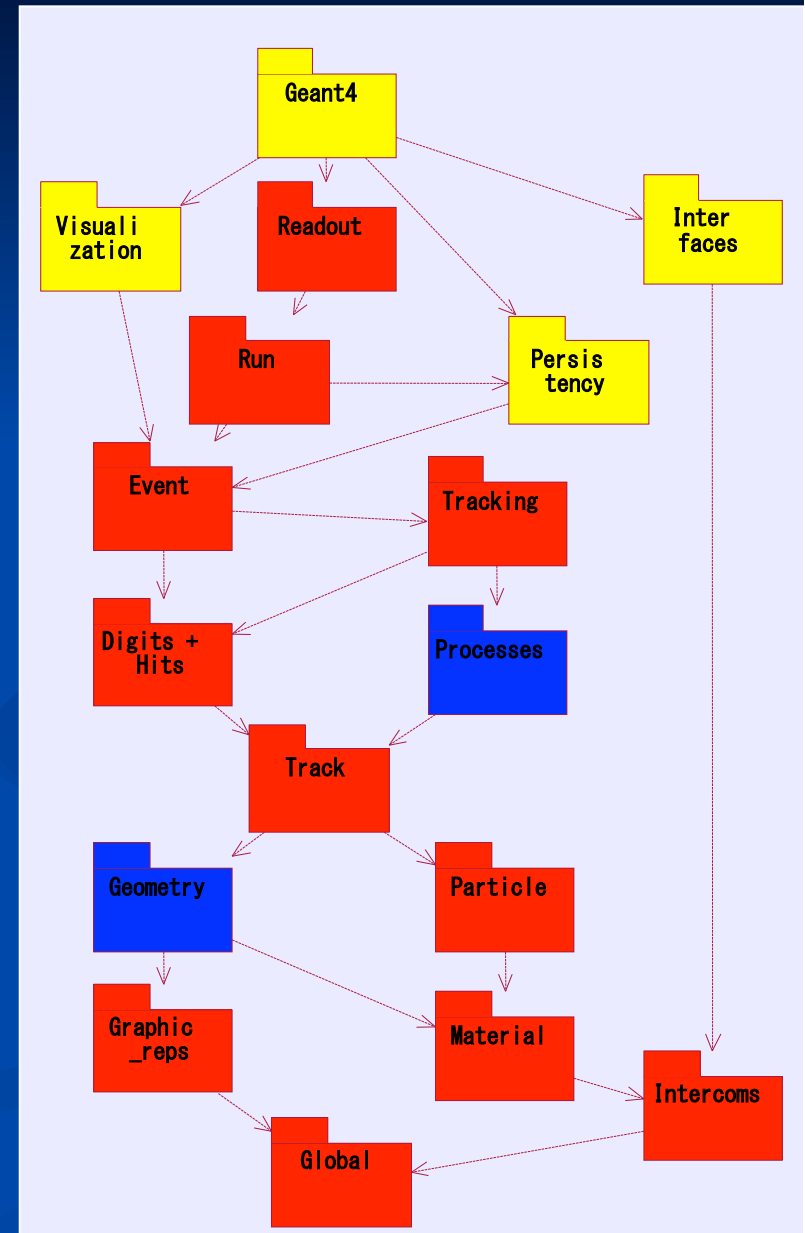 Geant4
Visuali
zation
Readout
Inter
faces
Run
Persis
tency
Event
Tracking
Digits +
Hits
Processes
Track
Geometry
Particle
Graphic
_reps
Material
Intercoms
Global